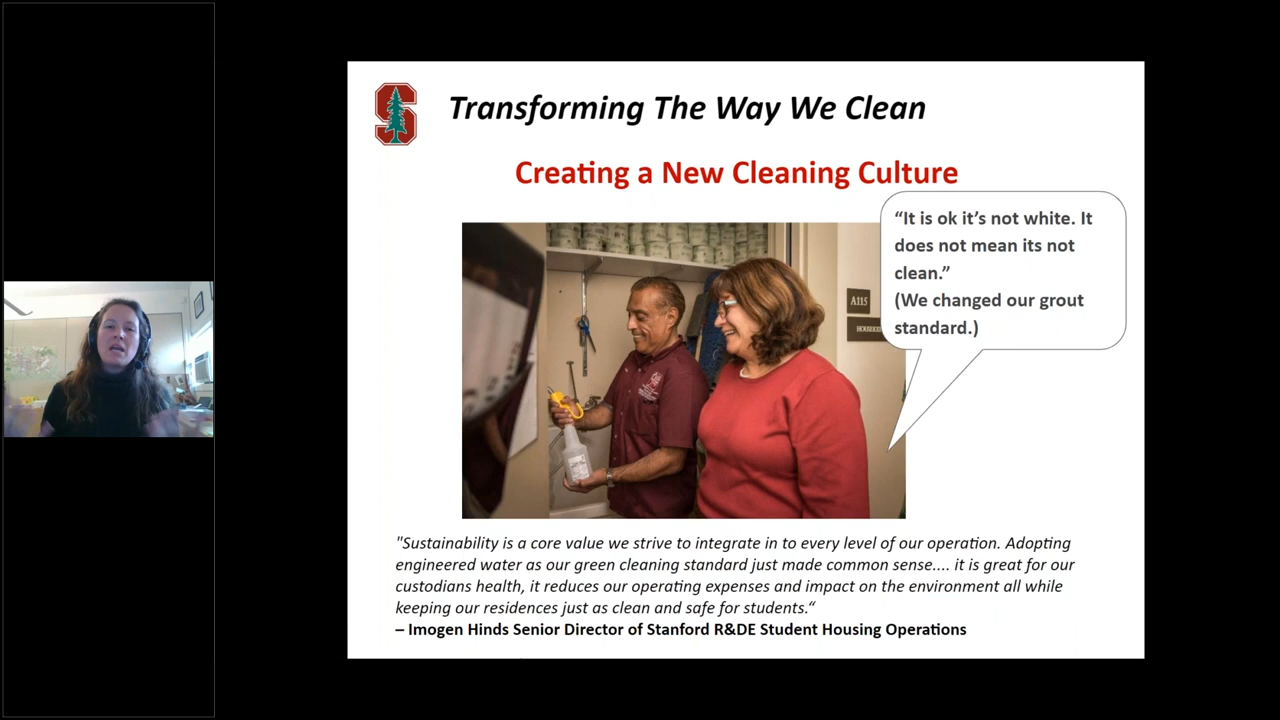 Transforming The Way We Clean
Creating a New Cleaning Culture
“It is ok it’s not white. It
does not mean its not
clean.”
(We changed our grout
standard.)
A115
"Sustainability is a core value we strive to integrate in to every level of our operation. Adopting
engineered water as our green cleaning standard just made common sense.... it is great for our
custodians health, it reduces our operating expenses and impact on the environment all while
keeping our residences just as clean and safe for students.“
– Imogen Hinds Senior Director of Stanford R&DE Student Housing Operations